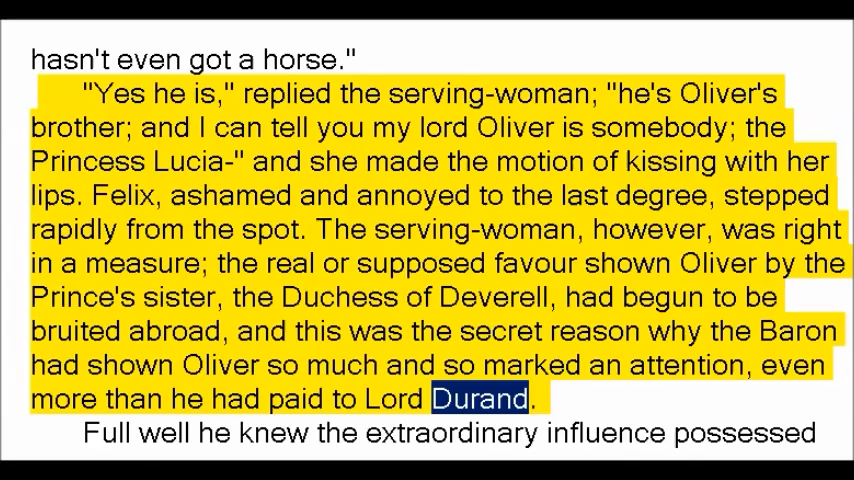 hasn't even got a horse."
"Yes he is," replied the serving-woman; "he's Oliver's
brother; and I can tell you my lord Oliver is somebody; the
Princess Lucia-" and she made the motion of kissing with her
lips. Felix, ashamed and annoyed to the last degree, stepped
rapidly from the spot. The serving-woman, however, was right
in a measure; the real or supposed favour shown Oliver by the
Prince's sister, the Duchess of Deverell, had begun to be
bruited abroad, and this was the secret reason why the Baron
had shown Oliver so much and so marked an attention, even
more than he had paid to Lord Durand.
Full well he knew the extraordinary influence possessed